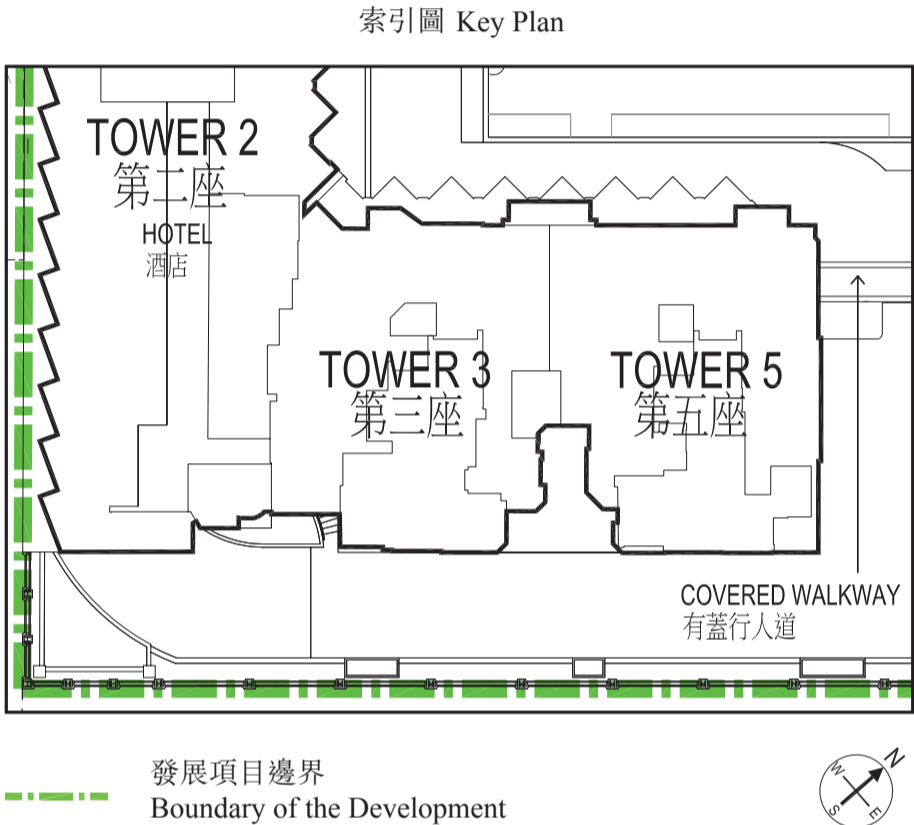 索引圖 Key Plan
TOWER 2
第二座
HOTEL
酒店
TOWER 3
第三座
TOWER 5
第五座
COVERED WALKWAY
有蓋行人道
發展項目邊界
Boundary of the Development
N
W
S
E